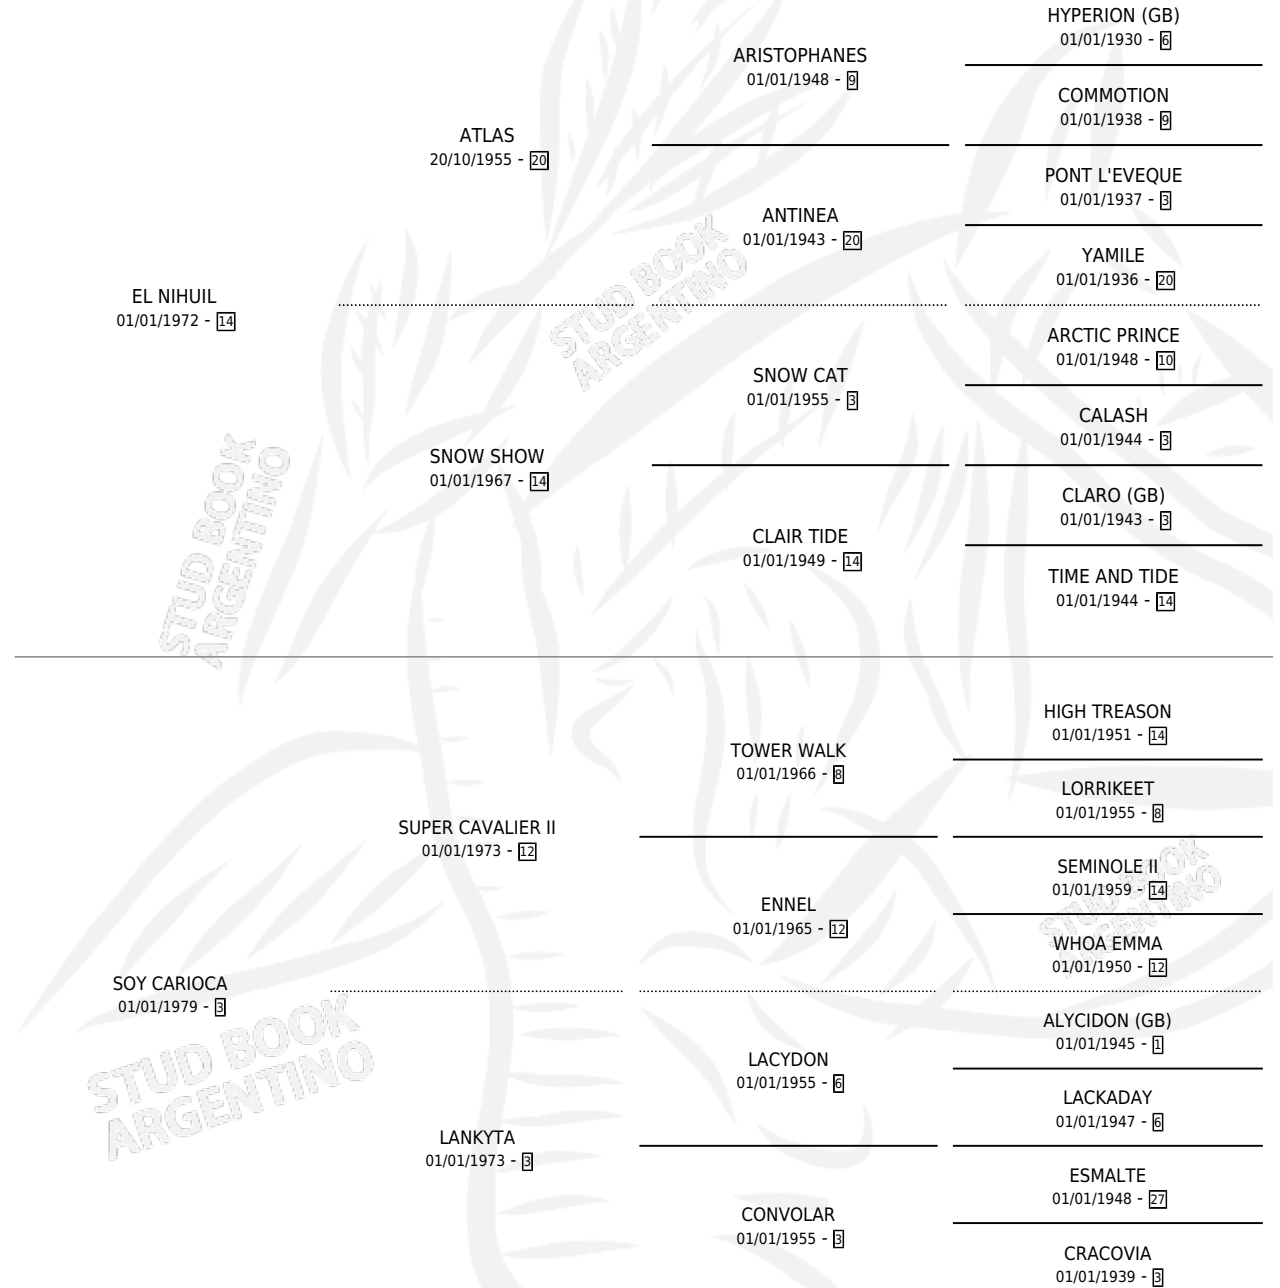 HYPERION (GB)
01/01/1930 - 6
ARISTOPHANES
01/01/1948 - 9
COMMOTION
01/01/1938 - 9
ATLAS
20/10/1955 - 20
PONT L'EVEQUE
01/01/1937 - 3
ANTINEA
01/01/1943 - 20
YAMILE
01/01/1936 - 20
EL NIHUIL
01/01/1972 - 14
ARCTIC PRINCE
01/01/1948 - 10
SNOW CAT
01/01/1955 - 3
CALASH
01/01/1944 - 3
SNOW SHOW
01/01/1967 - 14
CLARO (GB)
01/01/1943 - 3
CLAIR TIDE
01/01/1949 - 14
TIME AND TIDE
01/01/1944 - 14
STUD BOOK
ARGENTINO
STUD BOOK
ARGENTINO
HIGH TREASON
01/01/1951 - 14
TOWER WALK
01/01/1966 - 8
LORRIKEET
01/01/1955 - 8
SUPER CAVALIER II
01/01/1973 - 12
SEMINOLE II
01/01/1959 - 14
ENNEL
01/01/1965 - 12
WHOA EMMA
01/01/1950 - 12
STUD BOOK
ARGENTINO
SOY CARIOCA
01/01/1979 - 3
ALYCIDON (GB)
01/01/1945 - 1
LACYDON
01/01/1955 - 6
LACKADAY
01/01/1947 - 6
STUD BOOK
ARGENTINO
LANKYTA
01/01/1973 - 3
ESMALTE
01/01/1948 - 27
CONVOLAR
01/01/1955 - 3
CRACOVIA
01/01/1939 - 3